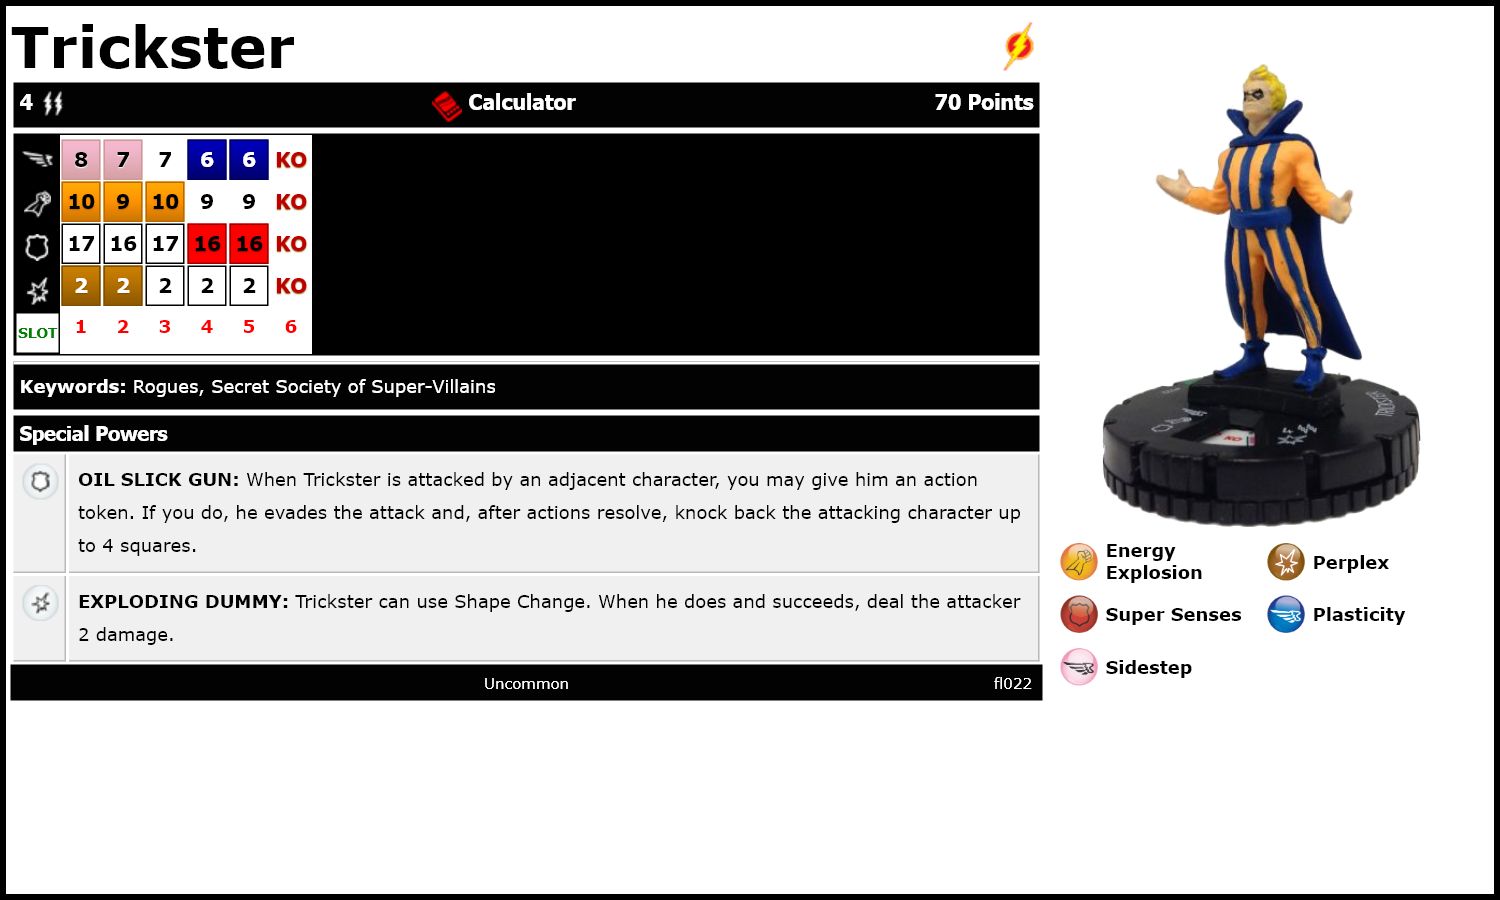 Trickster
4 Calculator 70 Points
8 7 7 6 6 KO
10 9 10 9 9 KO
17 16 17 16 16 KO
2 2 2 2 2 KO
SLOT 1 2 3 4 5 6
Keywords: Rogues, Secret Society of Super-Villains
Special Powers
OIL SLICK GUN: When Trickster is attacked by an adjacent character, you may give him an action
token. If you do, he evades the attack and, after actions resolve, knock back the attacking character up
to 4 squares.
EXPLODING DUMMY: Trickster can use Shape Change. When he does and succeeds, deal the attacker
2 damage.
Uncommon fl022
TRICKSTER
KO
Energy
Explosion
Perplex
Super Senses
Plasticity
Sidestep